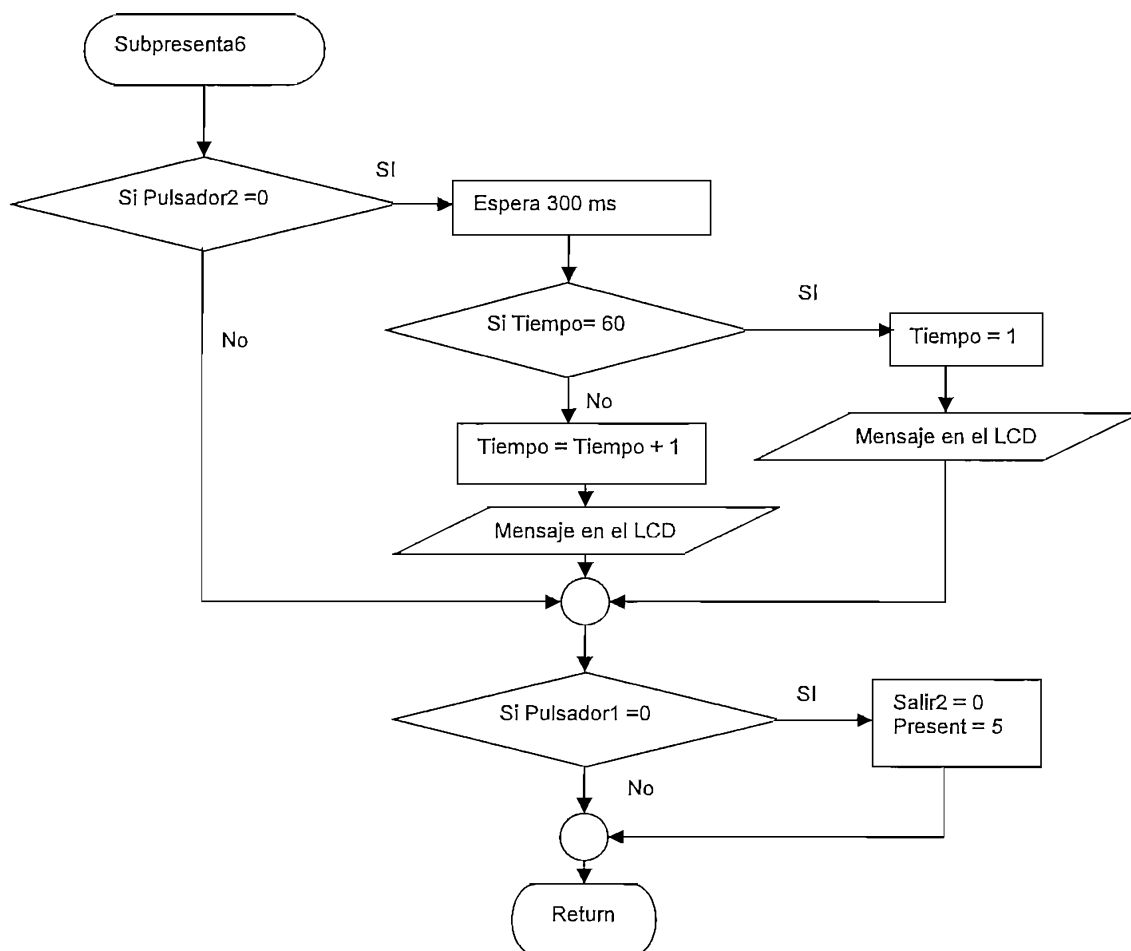 Subpresenta6
Si Pulsador2 =0
SI
Espera 300 ms
No
Si Tiempo= 60
SI
Tiempo = 1
Mensaje en el LCD
No
Tiempo = Tiempo + 1
Mensaje en el LCD
Si Pulsador1 =0
SI
Salir2 = 0
Present = 5
No
Return